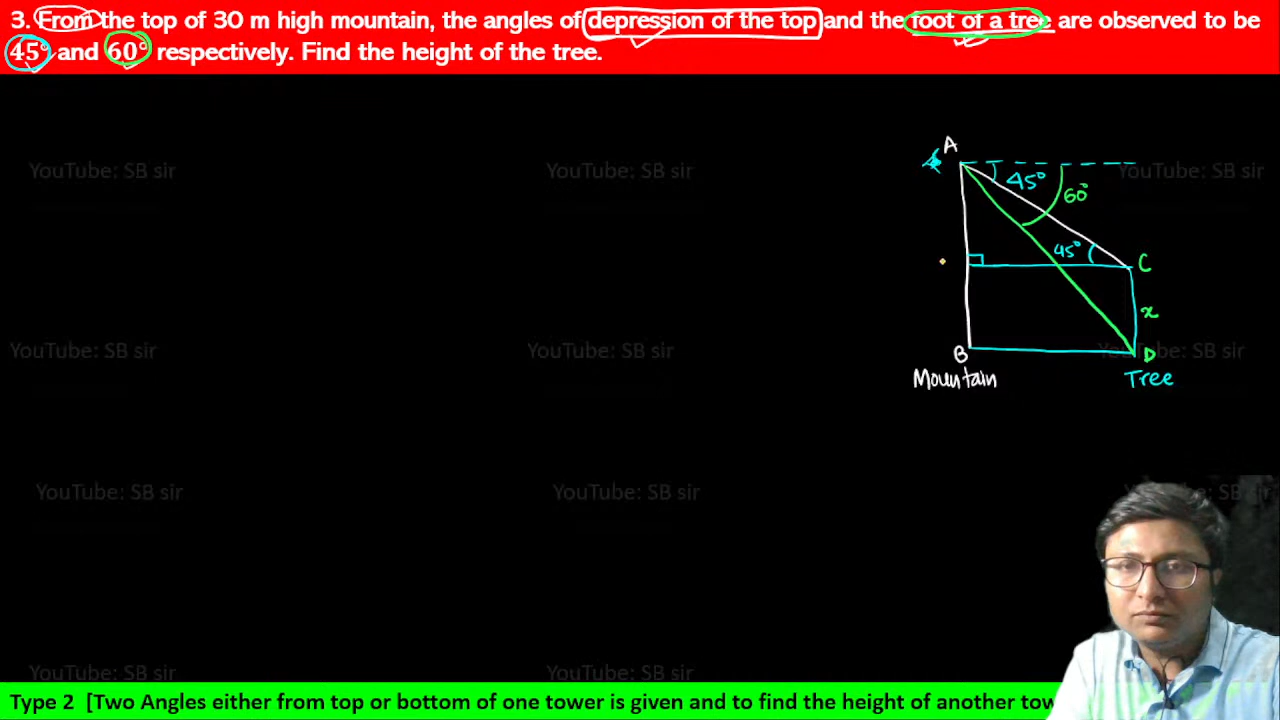 3. From the top of 30 m high mountain, the angles of depression of the top and the foot of a tree are observed to be
45° and 60° respectively. Find the height of the tree.
A
YouTube: SB sir YouTube: SB sir YouTube: SB sir
45°
60°
45°
C
x
YouTube: SB sir YouTube: SB sir YouTube: SB sir
B D
Mountain Tree
YouTube: SB sir YouTube: SB sir SB sir
YouTube: SB sir YouTube: SB sir
Type 2 [Two Angles either from top or bottom of one tower is given and to find the height of another